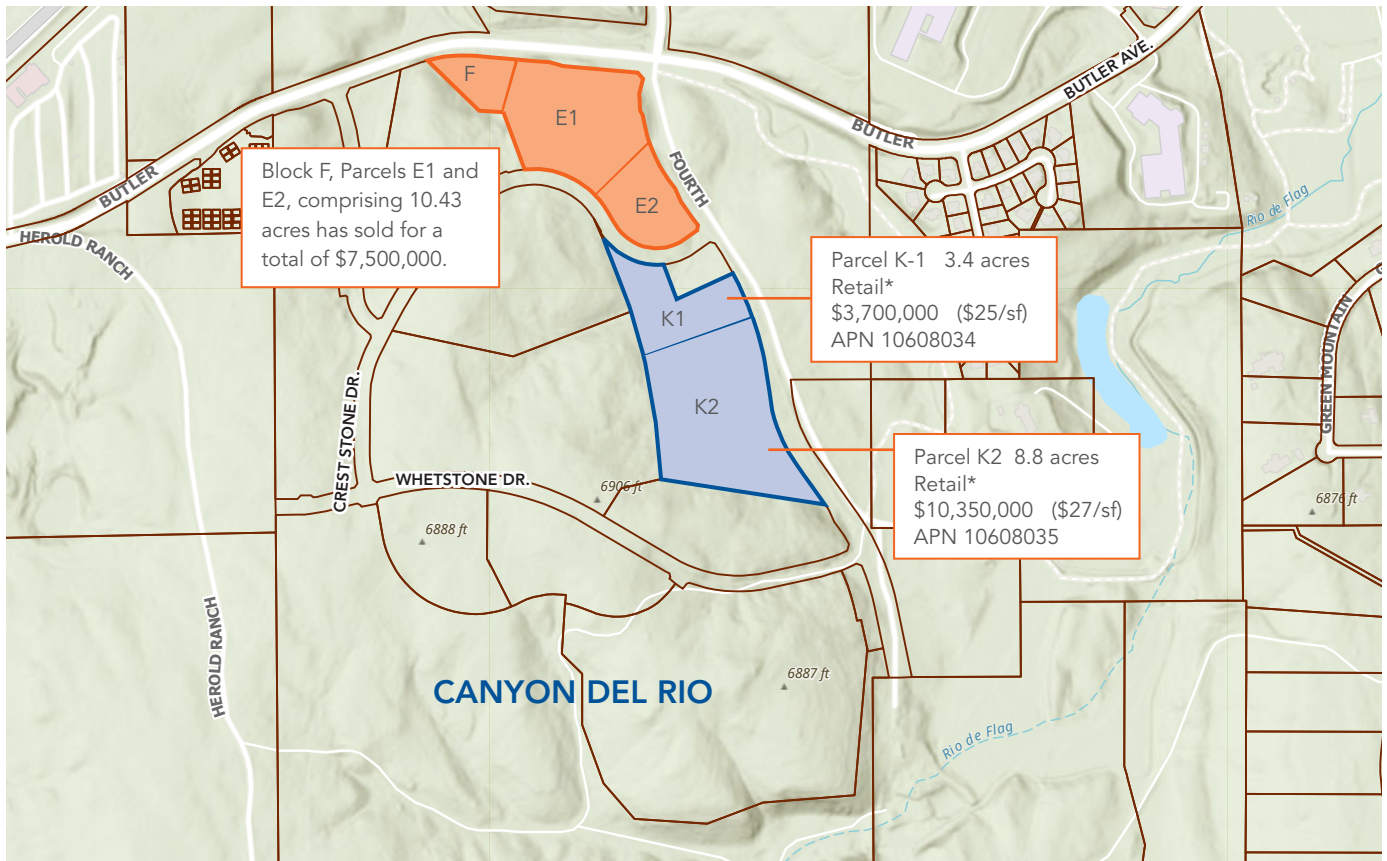 F
E1
E2
BUTLER AVE.
BUTLER
FOURTH
Rio de Flag
Block F, Parcels E1 and
E2, comprising 10.43
acres has sold for a
total of $7,500,000.
BUTLER
HEROLD RANCH
Parcel K-1 3.4 acres
Retail*
$3,700,000 ($25/sf)
APN 10608034
K1
K2
GREEN MOUNTAIN
CREST STONE DR.
WHETSTONE DR.
6906 ft
6888 ft
Parcel K2 8.8 acres
Retail*
$10,350,000 ($27/sf)
APN 10608035
6876 ft
HEROLD RANCH
CANYON DEL RIO
6887 ft
Rio de Flag